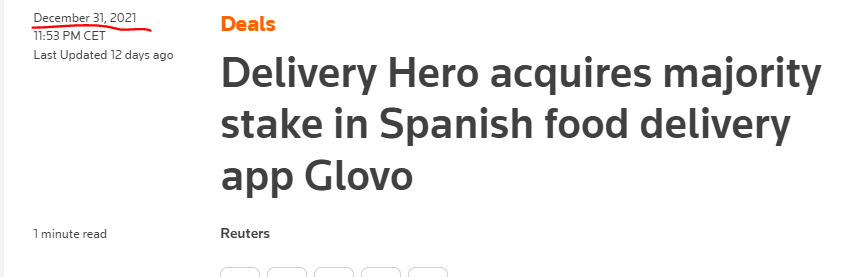 December 31, 2021
11:53 PM CET
Last Updated 12 days ago
Deals
Delivery Hero acquires majority
stake in Spanish food delivery
app Glovo
1 minute read
Reuters